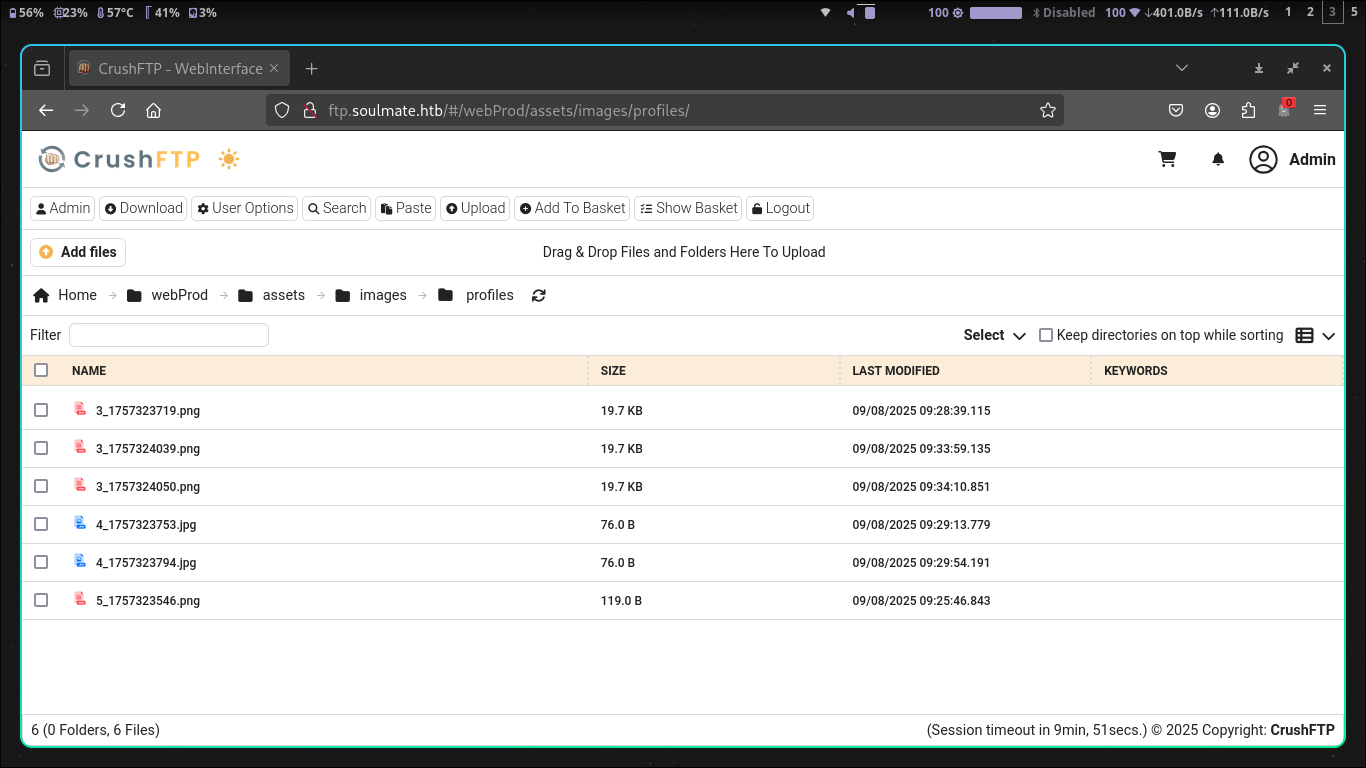 56% 23% 57°C 41% 3% 100 Disabled 100 ↓401.0B/s ↑111.0B/s 1 2 3 5
CrushFTP - WebInterface
ftp.soulmate.htb/#/webProd/assets/images/profiles/ 0
CrushFTP Admin
Admin Download User Options Search Paste Upload Add To Basket Show Basket Logout
Add files Drag & Drop Files and Folders Here To Upload
Home webProd assets images profiles
Filter Select Keep directories on top while sorting
NAME SIZE LAST MODIFIED KEYWORDS
3_1757323719.png 19.7 KB 09/08/2025 09:28:39.115
3_1757324039.png 19.7 KB 09/08/2025 09:33:59.135
3_1757324050.png 19.7 KB 09/08/2025 09:34:10.851
4_1757323753.jpg 76.0 B 09/08/2025 09:29:13.779
4_1757323794.jpg 76.0 B 09/08/2025 09:29:54.191
5_1757323546.png 119.0 B 09/08/2025 09:25:46.843
6 (0 Folders, 6 Files) (Session timeout in 9min, 51secs.) © 2025 Copyright: CrushFTP